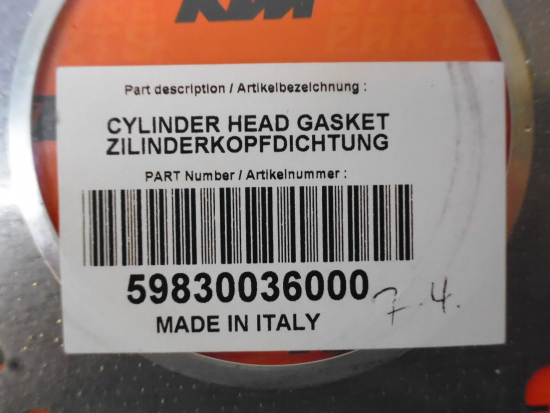 KTM
Part description / Artikelbezeichnung :
CYLINDER HEAD GASKET
ZILINDERKOPFDICHTUNG
PART Number / Artikelnummer :
59830036000
7.4.
MADE IN ITALY